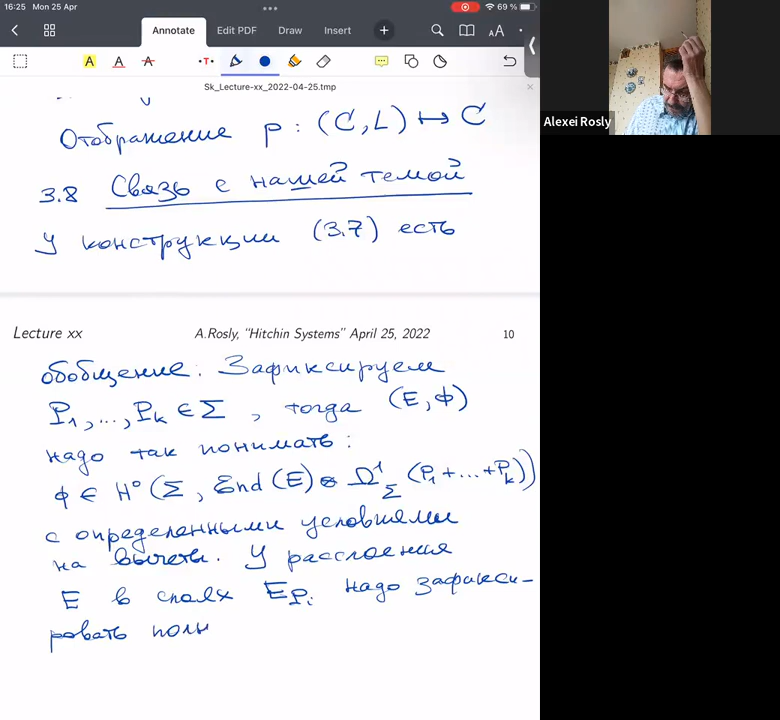 16:25 Mon 25 Apr
69 %
Annotate Edit PDF Draw Insert
AA
A A A T
Sk_Lecture-xx_2022-04-25.tmp
Alexei Rosly
Отображение p : (C, L) ↦ C
3.8 Связь с нашей темой
У конструкции (3.7) есть
Lecture xx A.Rosly, "Hitchin Systems" April 25, 2022 10
обобщение: Зафиксируем
P₁, ..., Pₖ ∈ Σ, тогда (E, Φ)
надо так понимать:
ϕ ∈ H⁰(Σ, End(E) ⊗ Ω¹_Σ (P₁+...+Pₖ))
с определенными условиями
на вычеты. У расслоения
E в слоях E_{Pᵢ} надо зафикси-
ровать полн